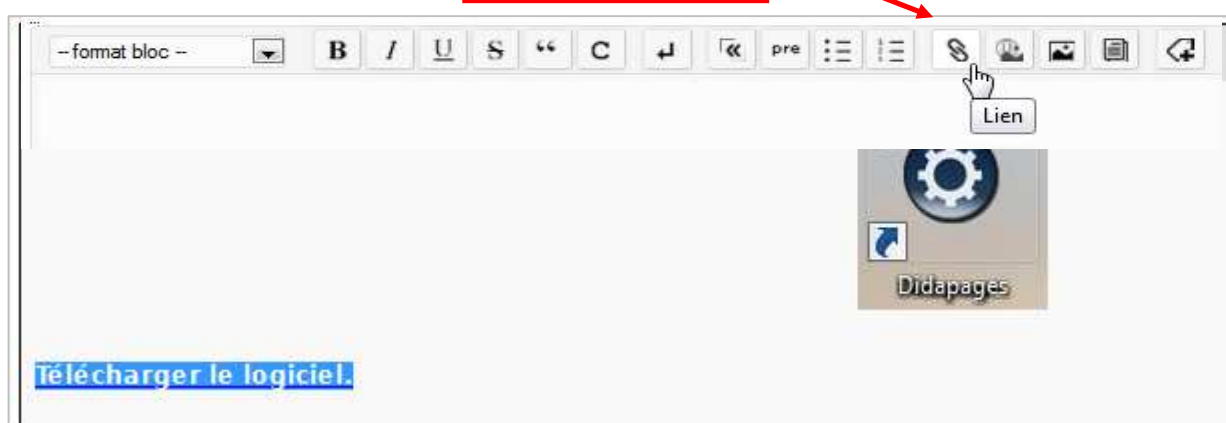 -- format bloc -- B I U S “ C ↵ « pre
Lien
Didapages
Télécharger le logiciel.